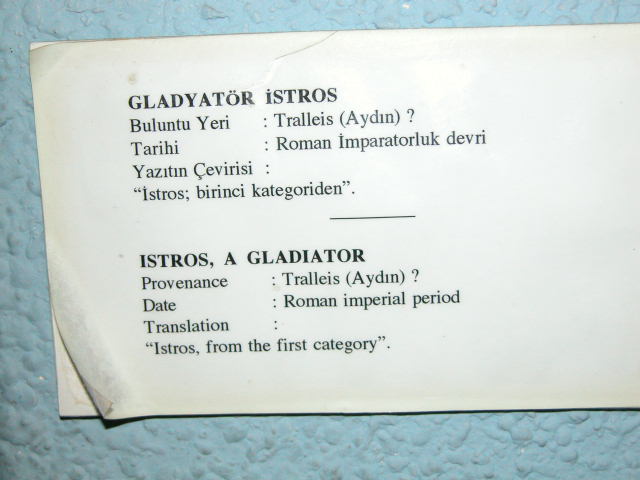 GLADYATÖR İSTROS
Buluntu Yeri : Tralleis (Aydın) ?
Tarihi : Roman İmparatorluk devri
Yazıtın Çevirisi :
“İstros; birinci kategoriden”.
ISTROS, A GLADIATOR
Provenance : Tralleis (Aydın) ?
Date : Roman imperial period
Translation :
“Istros, from the first category”.